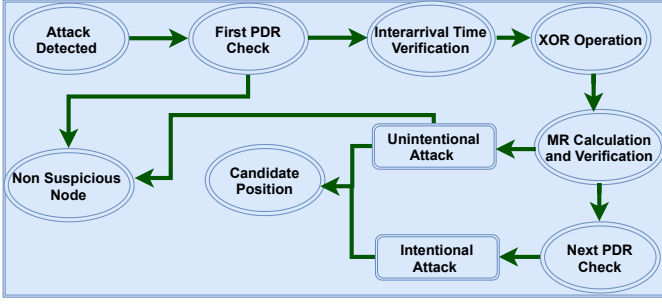 Attack
Detected
First PDR
Check
Interarrival Time
Verification
XOR Operation
Unintentional
Attack
MR Calculation
and Verification
Non Suspicious
Node
Candidate
Position
Intentional
Attack
Next PDR
Check